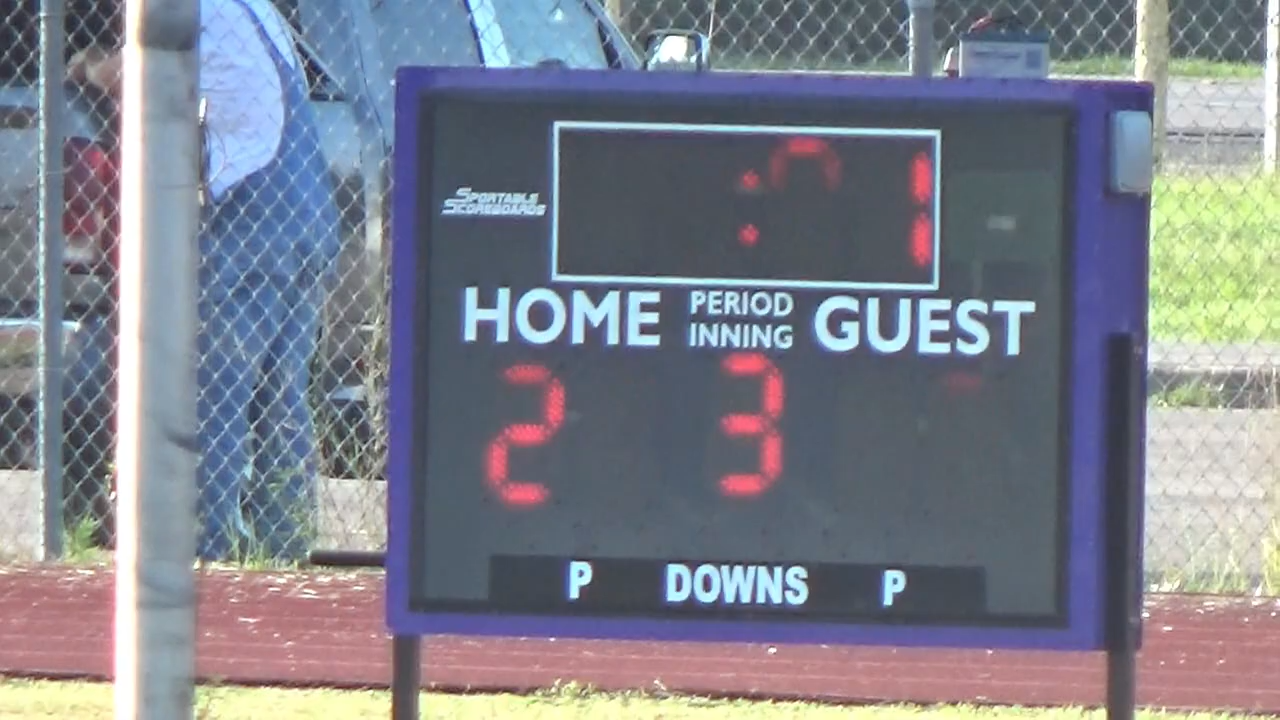 SPORTABLE
SCOREBOARDS
HOME PERIOD INNING GUEST
2 3
P DOWNS P